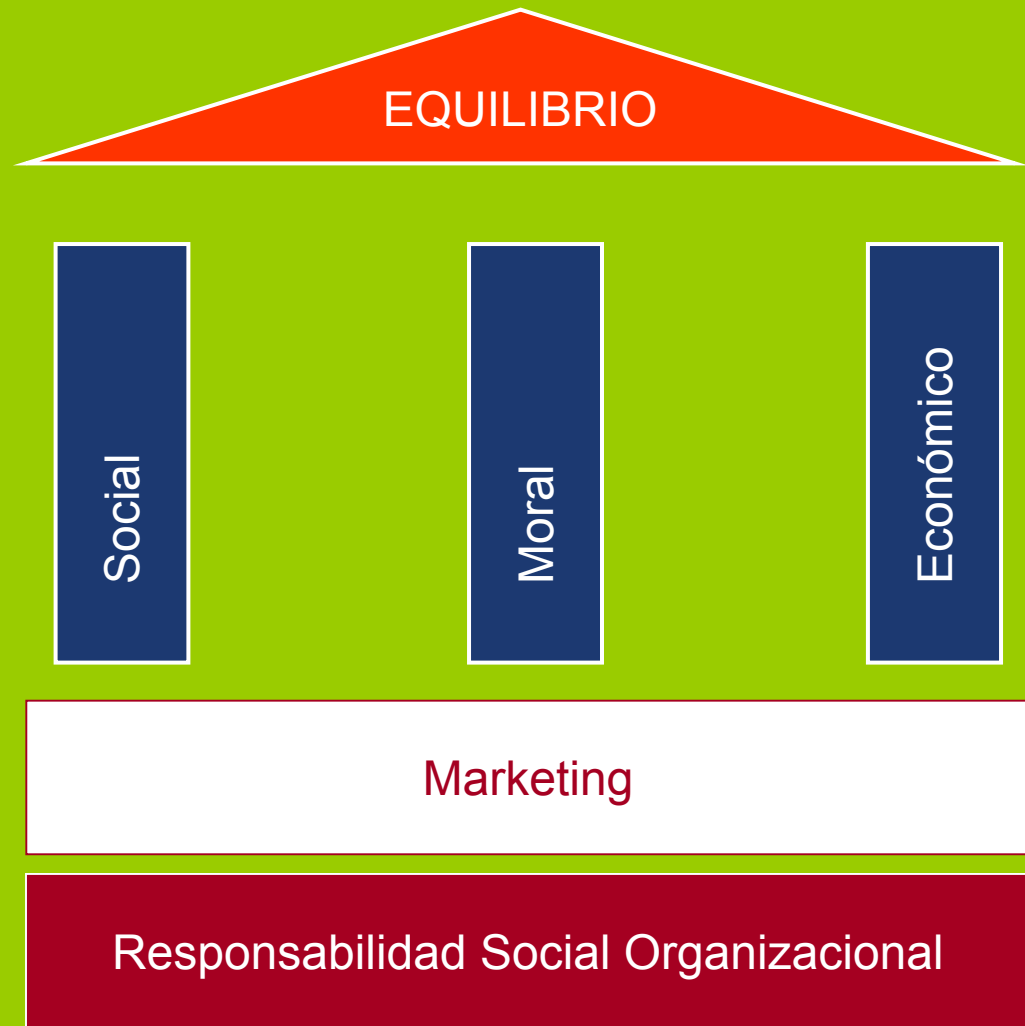 EQUILIBRIO
Social
Moral
Económico
Marketing
Responsabilidad Social Organizacional